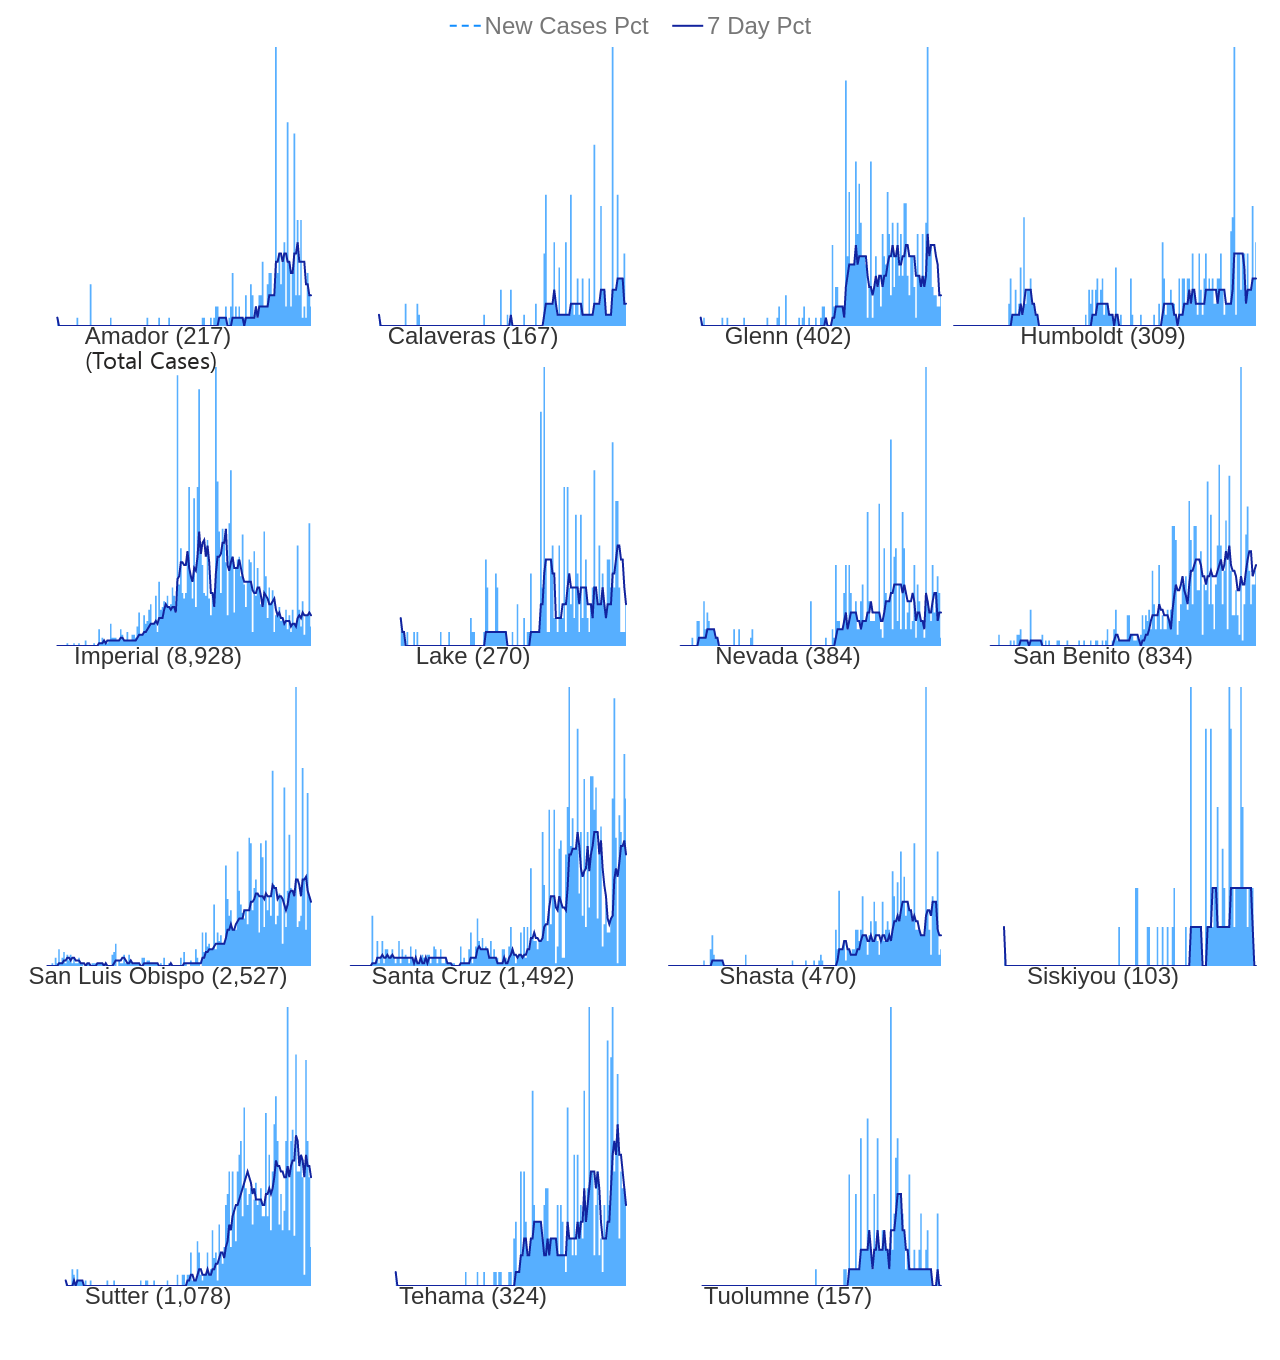 New Cases Pct 7 Day Pct
Amador (217) Calaveras (167) Glenn (402) Humboldt (309)
(Total Cases)
Imperial (8,928) Lake (270) Nevada (384) San Benito (834)
San Luis Obispo (2,527) Santa Cruz (1,492) Shasta (470) Siskiyou (103)
Sutter (1,078) Tehama (324) Tuolumne (157)